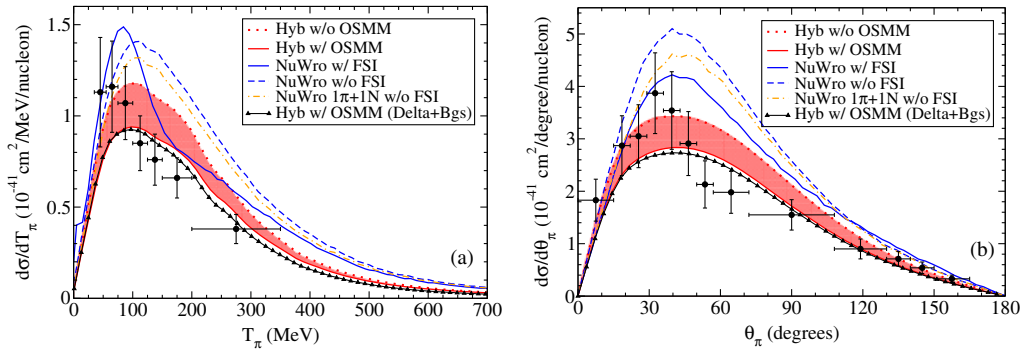 Hyb w/o OSMM
Hyb w/ OSMM
NuWro w/ FSI
NuWro w/o FSI
NuWro 1π+1N w/o FSI
Hyb w/ OSMM (Delta+Bgs)
(a)
dσ/dT_π (10^-41 cm^2/MeV/nucleon)
1.5
1
0.5
0
0 100 200 300 400 500 600 700
T_π (MeV)
Hyb w/o OSMM
Hyb w/ OSMM
NuWro w/ FSI
NuWro w/o FSI
NuWro 1π+1N w/o FSI
Hyb w/ OSMM (Delta+Bgs)
(b)
dσ/dθ_π (10^-41 cm^2/degree/nucleon)
5
4
3
2
1
0
0 30 60 90 120 150 180
θ_π (degrees)